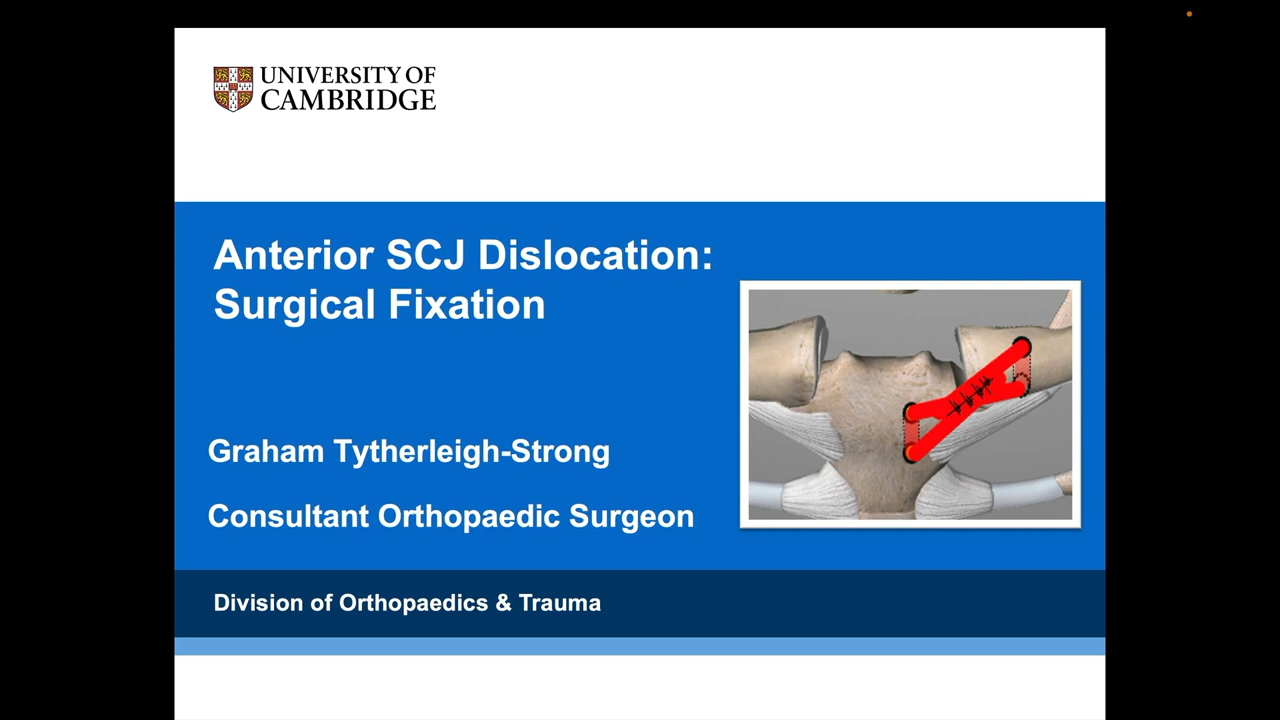 UNIVERSITY OF
CAMBRIDGE
Anterior SCJ Dislocation:
Surgical Fixation
Graham Tytherleigh-Strong
Consultant Orthopaedic Surgeon
Division of Orthopaedics & Trauma